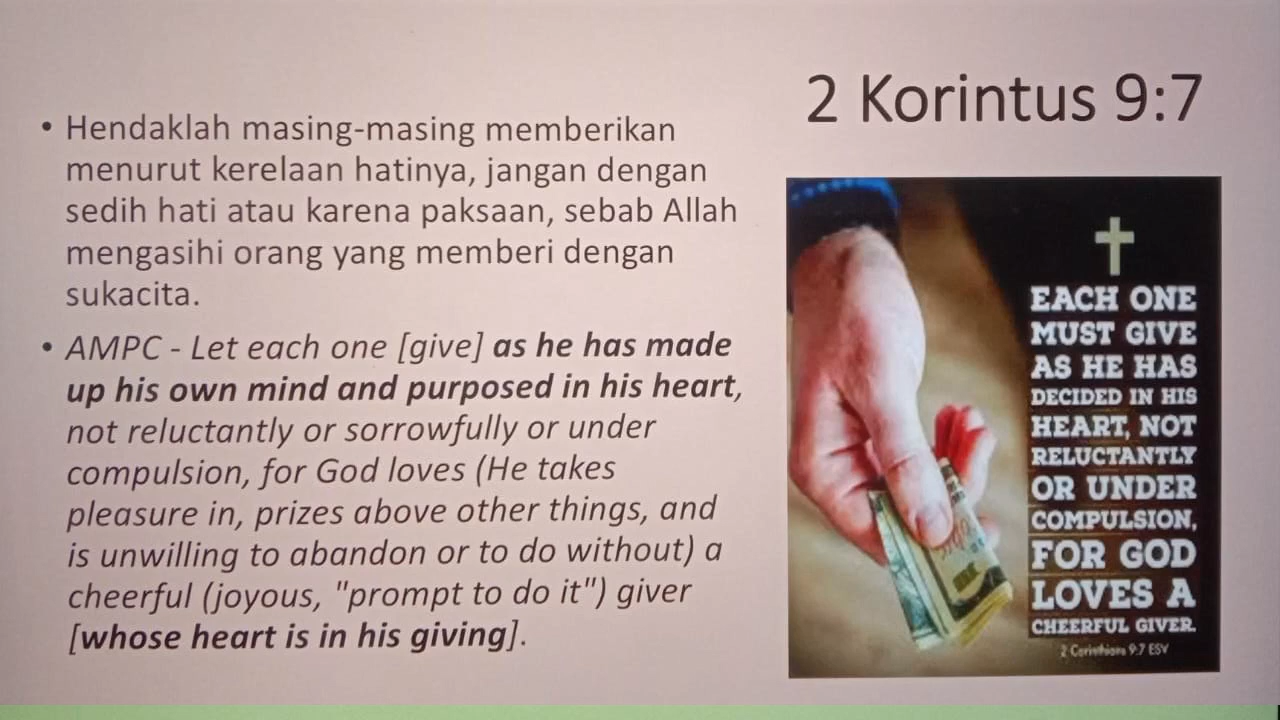 2 Korintus 9:7
• Hendaklah masing-masing memberikan
menurut kerelaan hatinya, jangan dengan
sedih hati atau karena paksaan, sebab Allah
mengasihi orang yang memberi dengan
sukacita.
• AMPC - Let each one [give] as he has made
up his own mind and purposed in his heart,
not reluctantly or sorrowfully or under
compulsion, for God loves (He takes
pleasure in, prizes above other things, and
is unwilling to abandon or to do without) a
cheerful (joyous, "prompt to do it") giver
[whose heart is in his giving].
EACH ONE
MUST GIVE
AS HE HAS
DECIDED IN HIS
HEART, NOT
RELUCTANTLY
OR UNDER
COMPULSION,
FOR GOD
LOVES A
CHEERFUL GIVER.
2 Corinthians 9:7 ESV